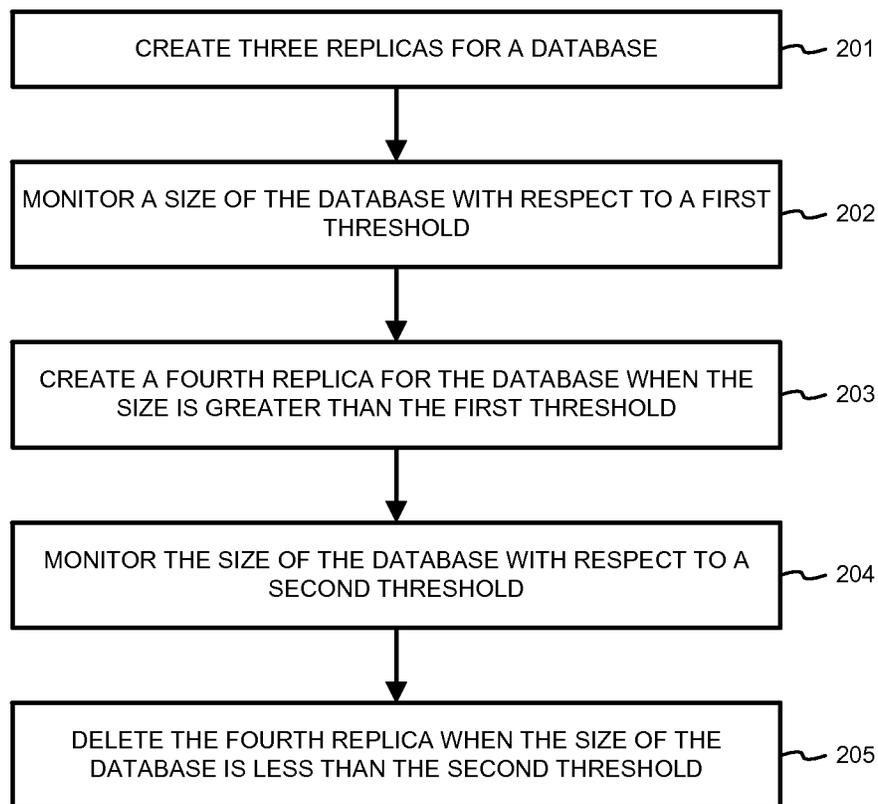 CREATE THREE REPLICAS FOR A DATABASE
201
MONITOR A SIZE OF THE DATABASE WITH RESPECT TO A FIRST
THRESHOLD
202
CREATE A FOURTH REPLICA FOR THE DATABASE WHEN THE
SIZE IS GREATER THAN THE FIRST THRESHOLD
203
MONITOR THE SIZE OF THE DATABASE WITH RESPECT TO A
SECOND THRESHOLD
204
DELETE THE FOURTH REPLICA WHEN THE SIZE OF THE
DATABASE IS LESS THAN THE SECOND THRESHOLD
205